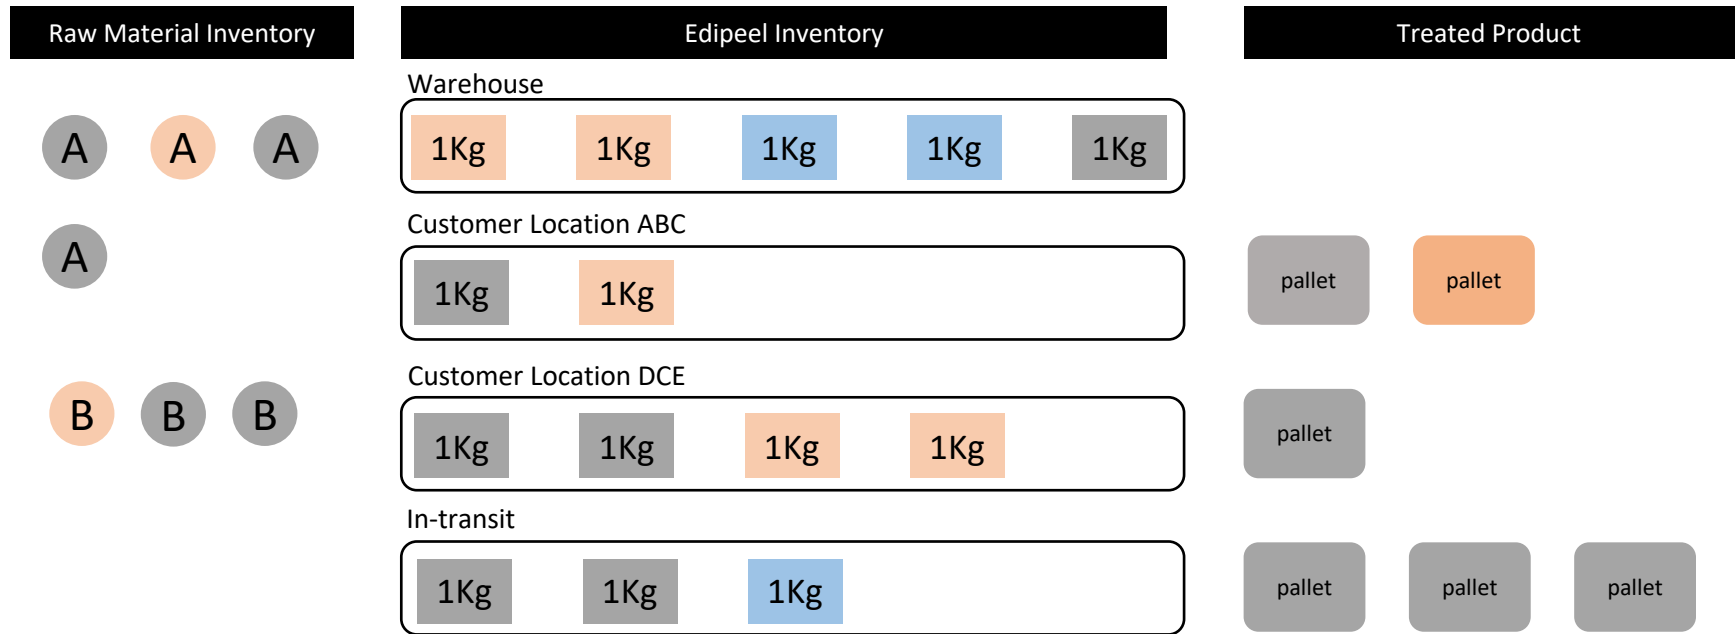 Raw Material Inventory
Edipeel Inventory
Treated Product
Warehouse
A A A
1Kg 1Kg 1Kg 1Kg 1Kg
Customer Location ABC
A
1Kg 1Kg
pallet pallet
Customer Location DCE
B B B
1Kg 1Kg 1Kg 1Kg
pallet
In-transit
1Kg 1Kg 1Kg
pallet pallet pallet